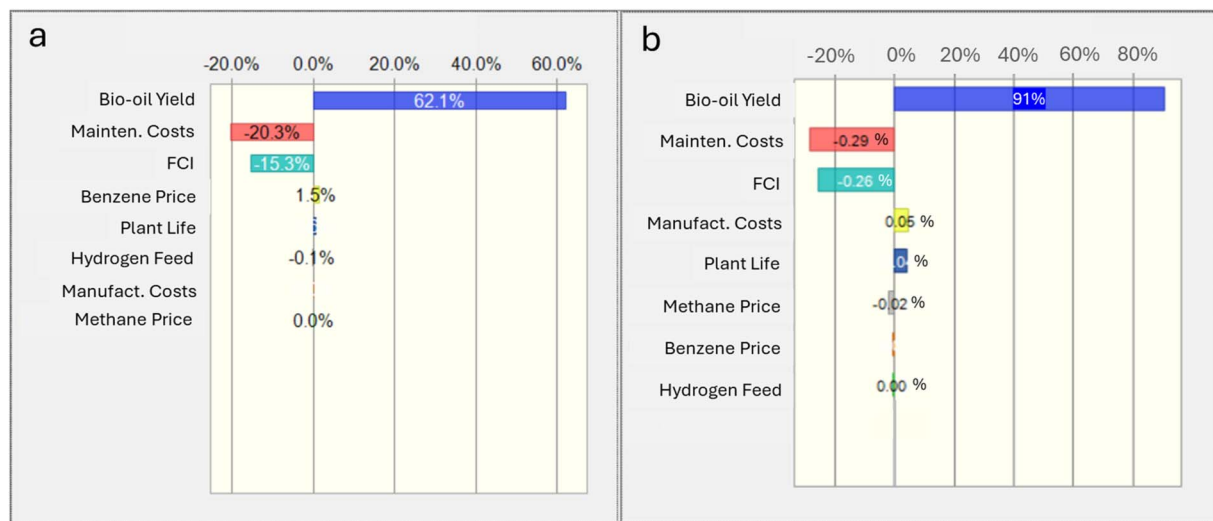 a
-20.0% 0.0% 20.0% 40.0% 60.0%
Bio-oil Yield 62.1%
Mainten. Costs -20.3%
FCI -15.3%
Benzene Price 1.5%
Plant Life
Hydrogen Feed -0.1%
Manufact. Costs
Methane Price 0.0%
b
-20% 0% 20% 40% 60% 80%
Bio-oil Yield 91%
Mainten. Costs -0.29 %
FCI -0.26 %
Manufact. Costs 0.05 %
Plant Life %
Methane Price -0.02 %
Benzene Price
Hydrogen Feed 0.00 %